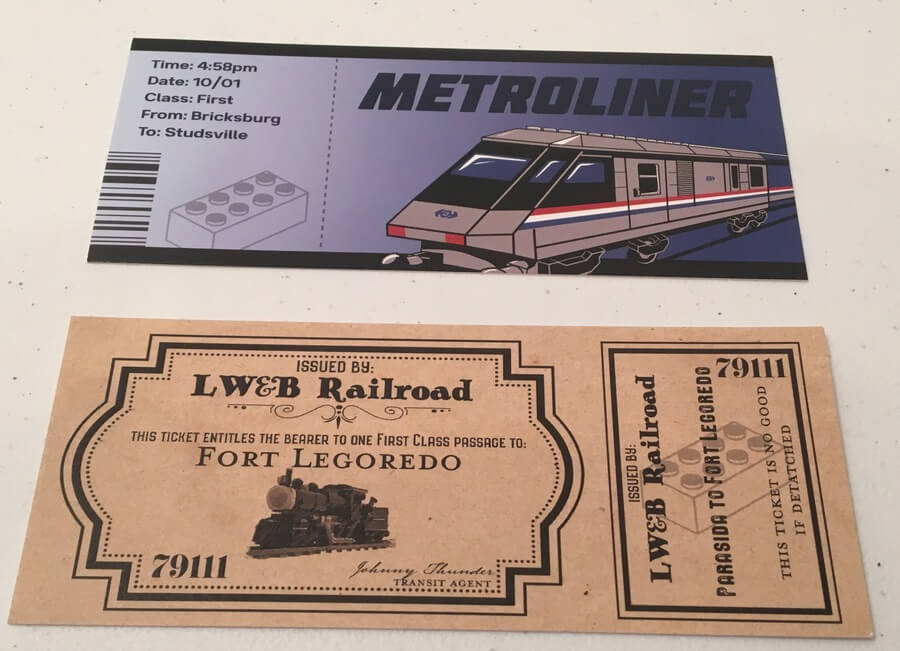 Time: 4:58pm
Date: 10/01
Class: First
From: Bricksburg
To: Studsville
METROLINER
ISSUED BY:
LW&B Railroad
THIS TICKET ENTITLES THE BEARER TO ONE FIRST CLASS PASSAGE TO:
FORT LEGOREDO
79111
Johnny Thunder
TRANSIT AGENT
79111
ISSUED BY:
LW&B Railroad
PARASIDA TO FORT LEGOREDO
THIS TICKET IS NO GOOD
IF DETATCHED